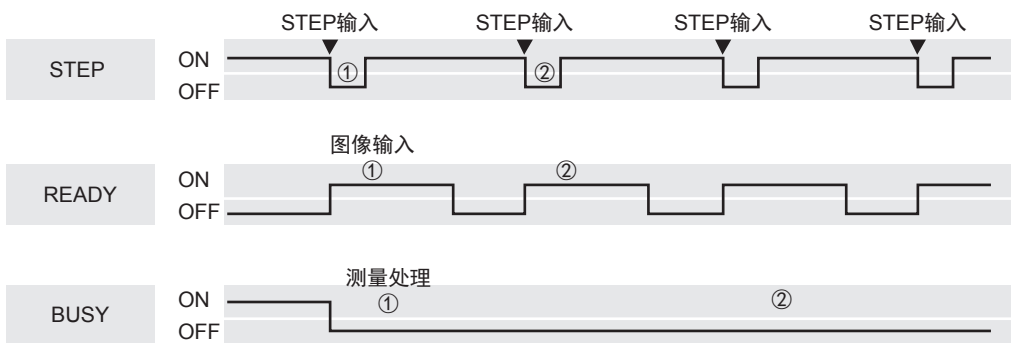 STEP输入 STEP输入 STEP输入 STEP输入
STEP ON ① ②
OFF
图像输入
① ②
READY ON
OFF
测量处理
BUSY ON ① ②
OFF